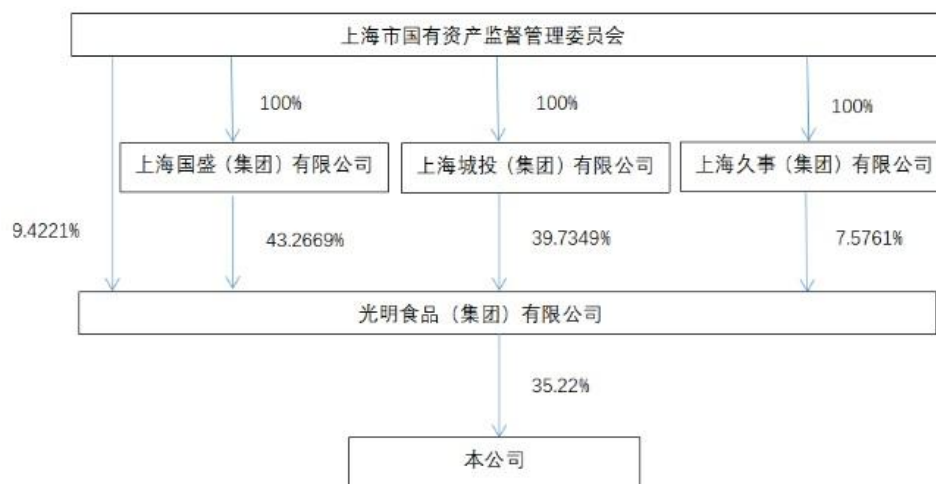 上海市国有资产监督管理委员会
100%
100%
100%
上海国盛（集团）有限公司
上海城投（集团）有限公司
上海久事（集团）有限公司
9.4221%
43.2669%
39.7349%
7.5761%
光明食品（集团）有限公司
35.22%
本公司